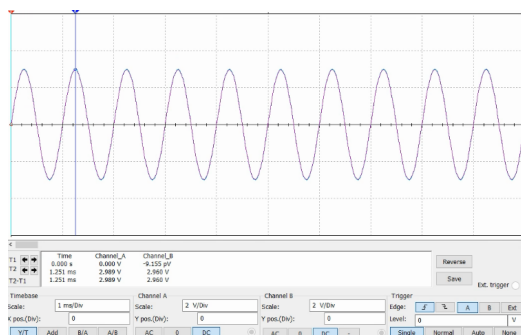 Time Channel_A Channel_B
T1 0.000 s 0.000 V -9.155 pV
T2 1.251 ms 2.989 V 2.960 V
T2-T1 1.251 ms 2.989 V 2.960 V
Reverse
Save
Ext. trigger
Timebase
Scale: 1 ms/Div
X pos.(Div): 0
Y/T Add B/A A/B
Channel A
Scale: 2 V/Div
Y pos.(Div): 0
AC 0 DC
Channel B
Scale: 2 V/Div
Y pos.(Div): 0
AC 0 DC -
Trigger
Edge: A B Ext
Level: 0 V
Single Normal Auto None